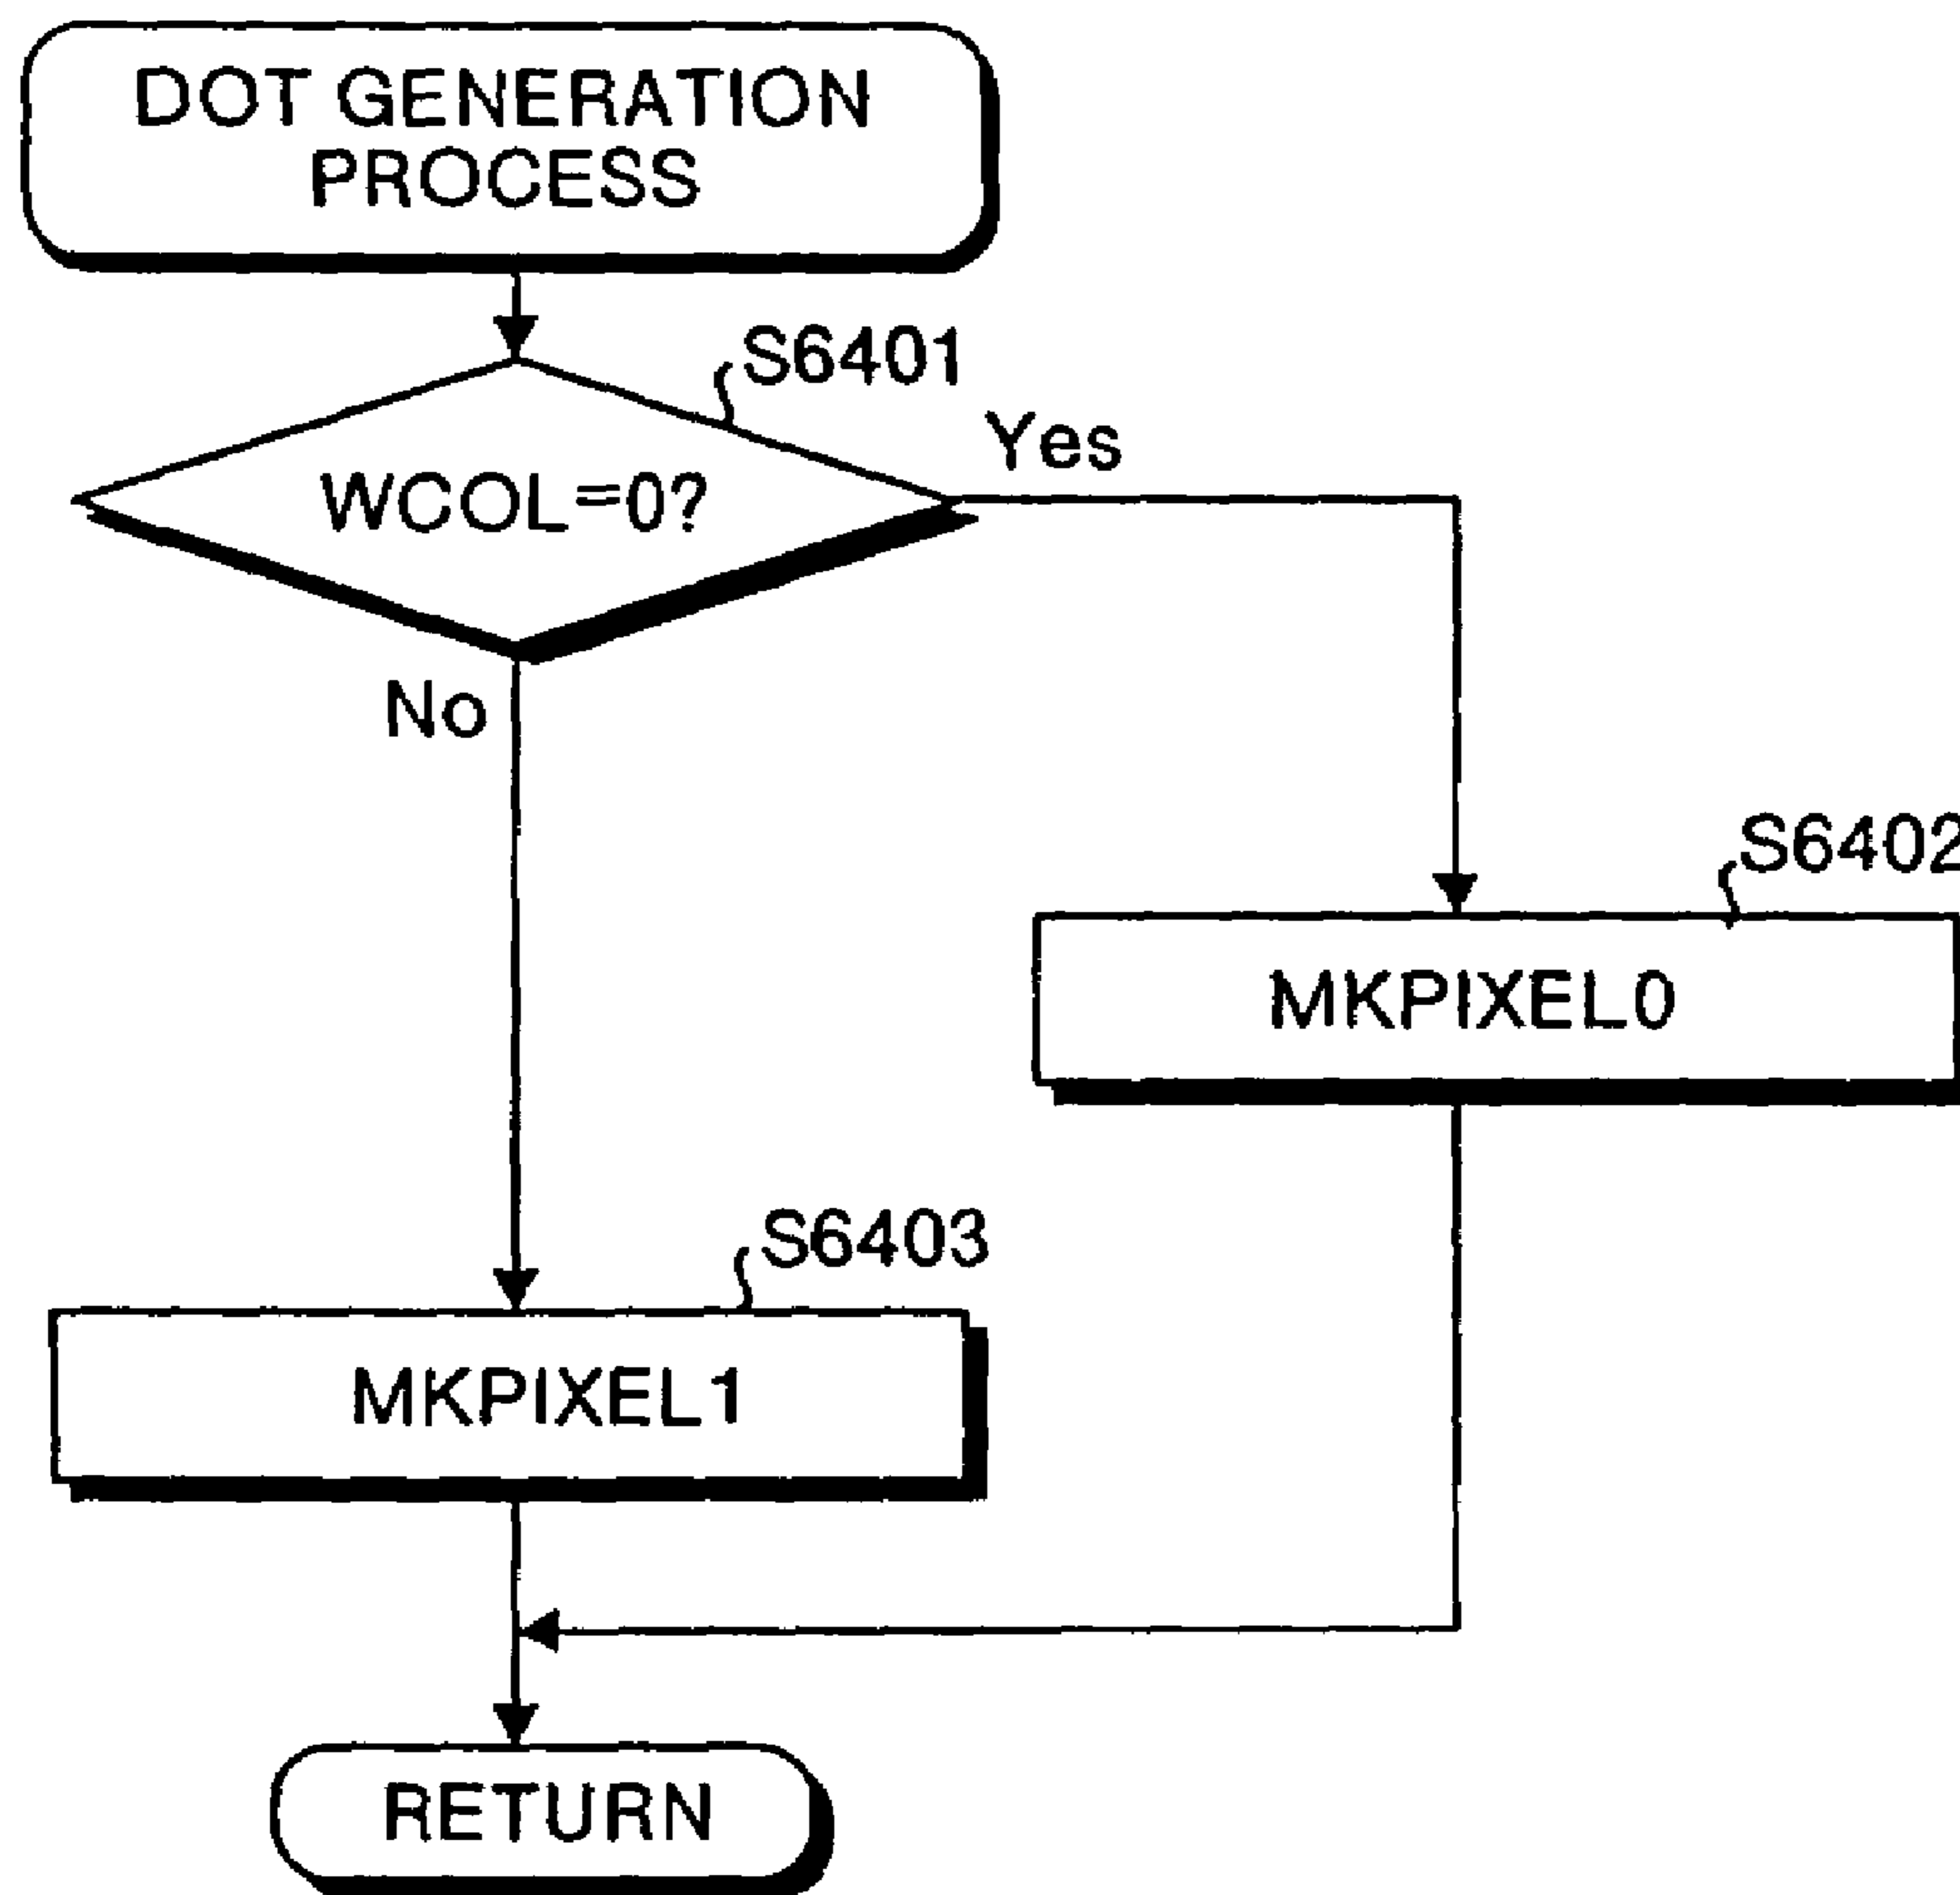 DOT GENERATION
PROCESS
S6401
Yes
WCOL=0?
No
S6402
MKPIXEL0
S6403
MKPIXEL1
RETURN